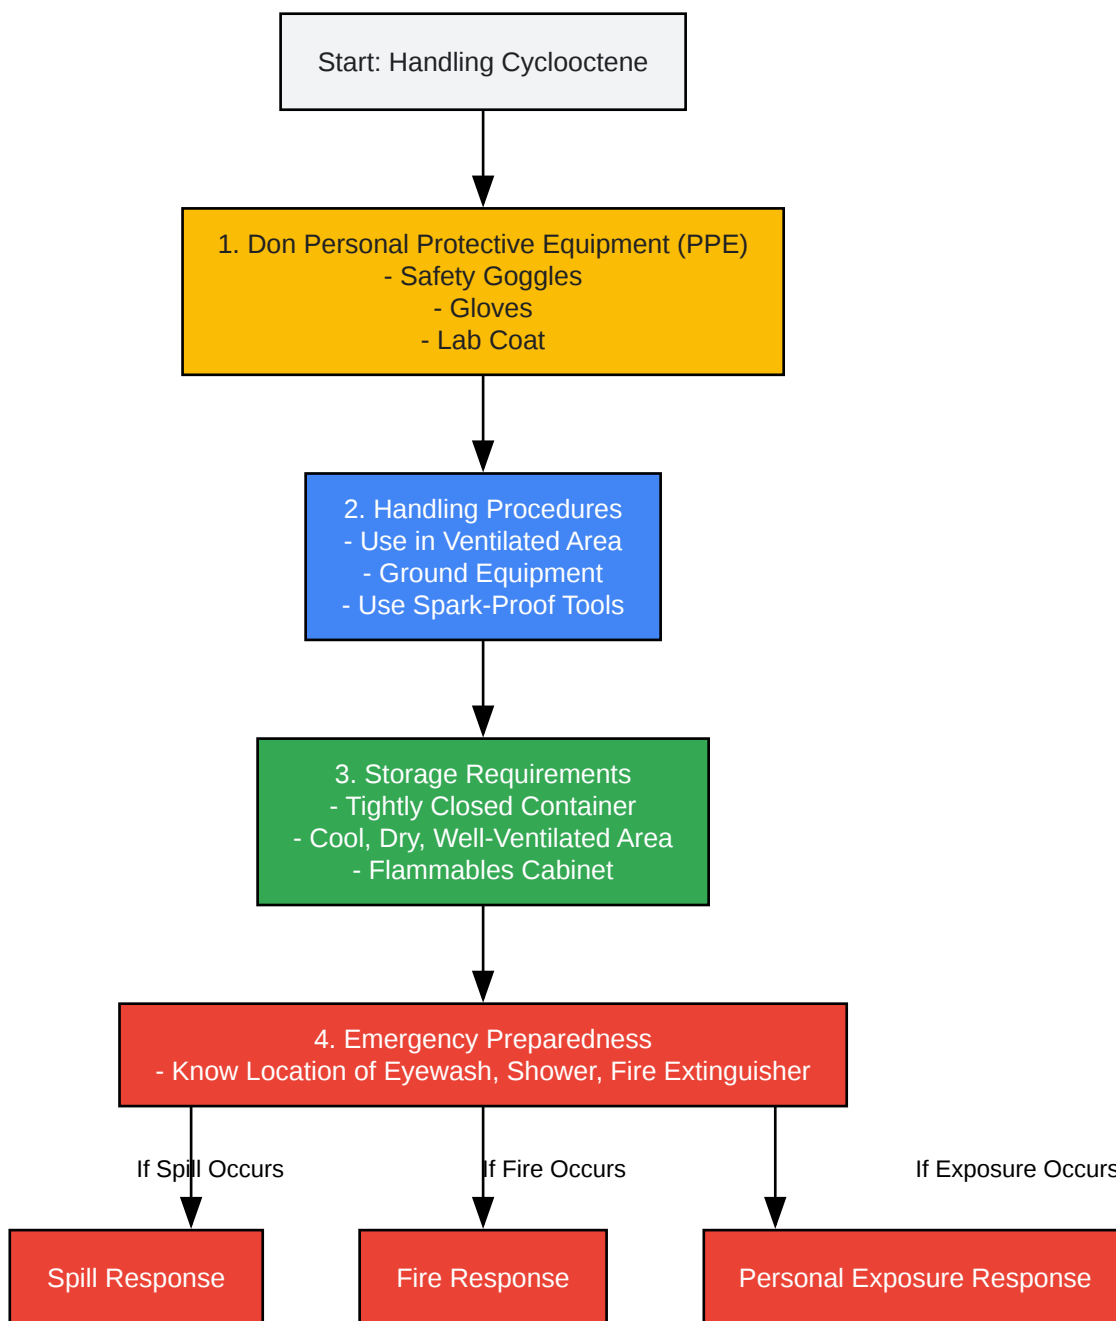 Start: Handling Cyclooctene
1. Don Personal Protective Equipment (PPE)
- Safety Goggles
- Gloves
- Lab Coat
2. Handling Procedures
- Use in Ventilated Area
- Ground Equipment
- Use Spark-Proof Tools
3. Storage Requirements
- Tightly Closed Container
- Cool, Dry, Well-Ventilated Area
- Flammables Cabinet
4. Emergency Preparedness
- Know Location of Eyewash, Shower, Fire Extinguisher
If Spill Occurs
If Fire Occurs
If Exposure Occurs
Spill Response
Fire Response
Personal Exposure Response